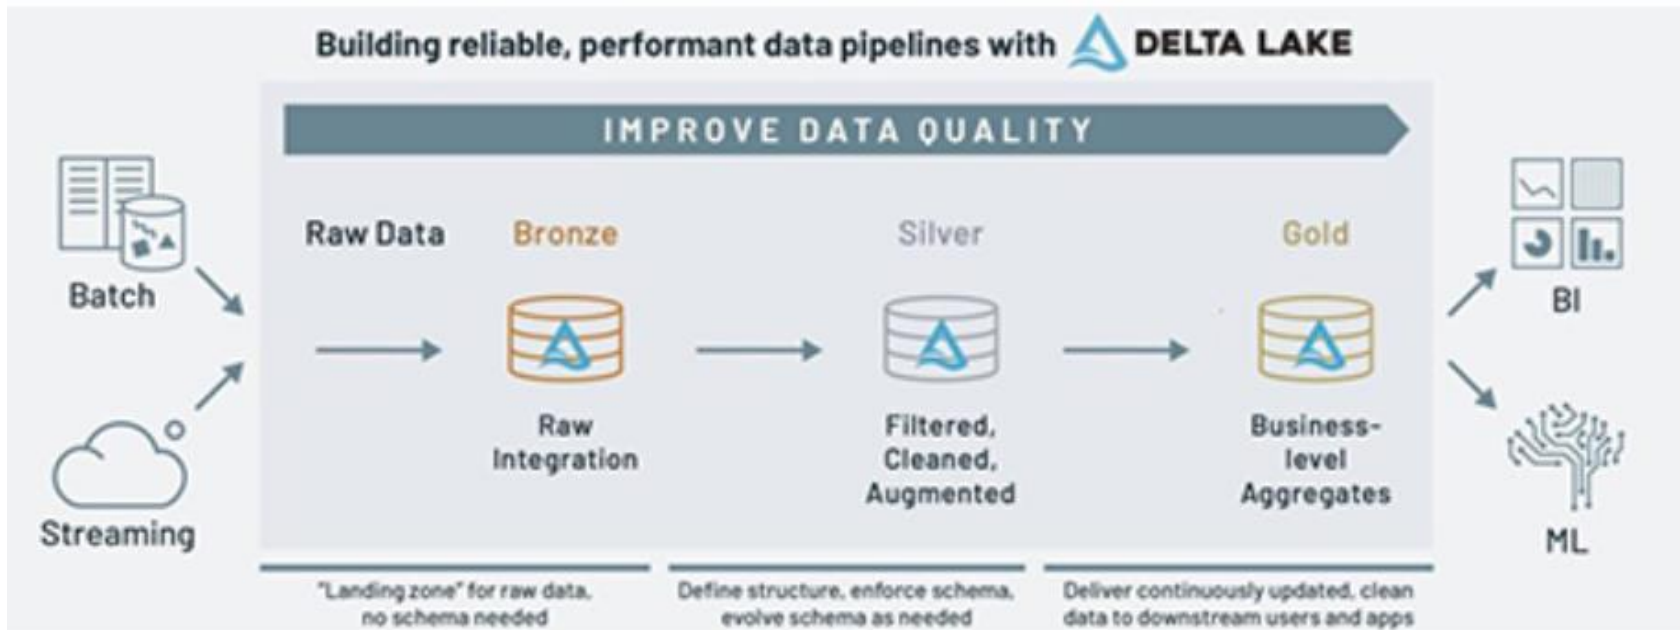 Building reliable, performant data pipelines with DELTA LAKE
IMPROVE DATA QUALITY
Batch
Streaming
Raw Data
Bronze
Silver
Gold
Raw
Integration
Filtered,
Cleaned,
Augmented
Business-
level
Aggregates
BI
ML
"Landing zone" for raw data,
no schema needed
Define structure, enforce schema,
evolve schema as needed
Deliver continuously updated, clean
data to downstream users and apps